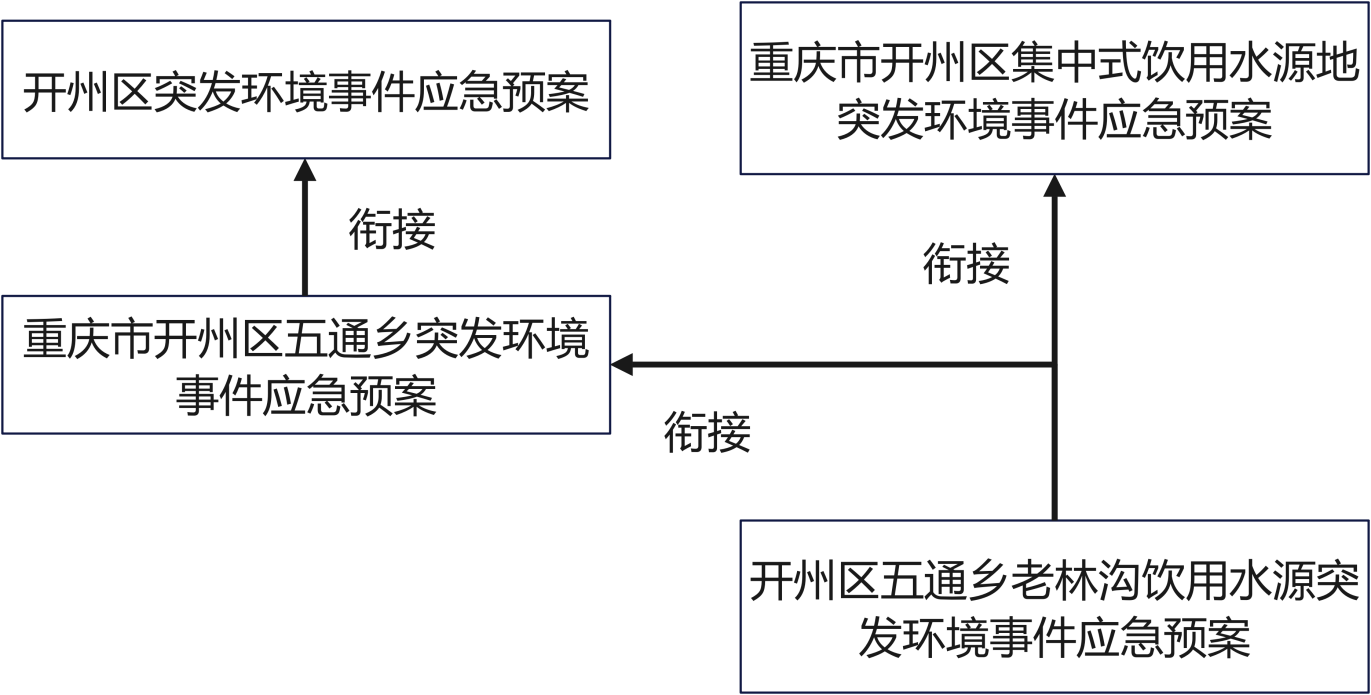 开州区突发环境事件应急预案
重庆市开州区集中式饮用水源地
突发环境事件应急预案
衔接
衔接
重庆市开州区五通乡突发环境
事件应急预案
衔接
开州区五通乡老林沟饮用水源突
发环境事件应急预案